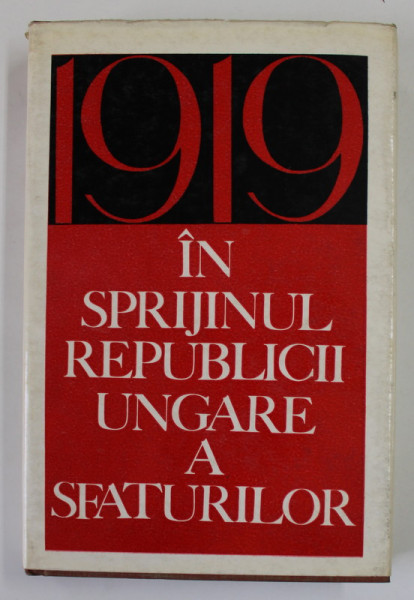 1919
ÎN
SPRIJINUL
REPUBLICII
UNGARE
A
SFATURILOR